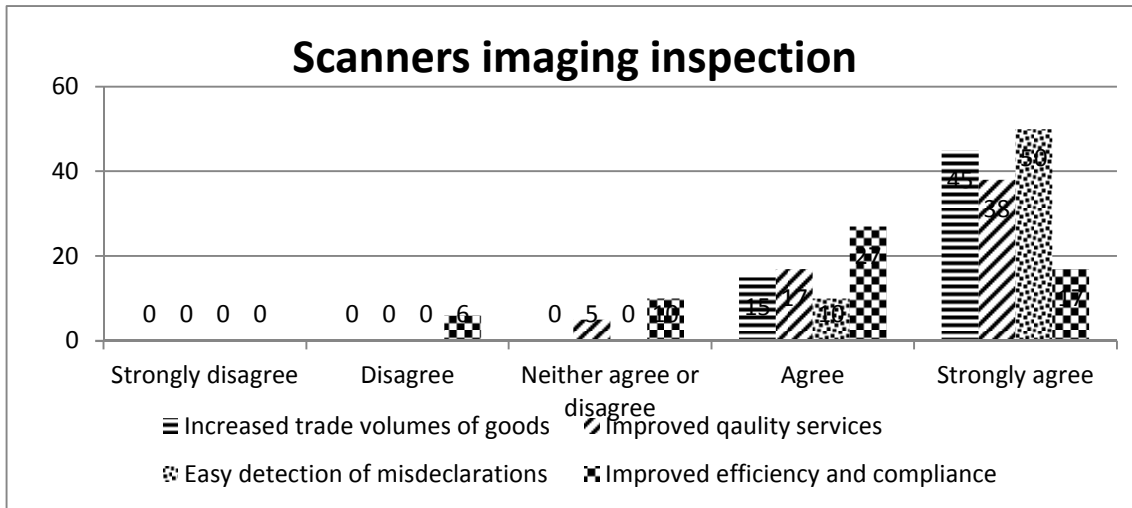 Scanners imaging inspection
60
40
20
0
0 0 0 0
0 0 0 6
0 5 0 10
15 17 10 27
45 38 50 17
Strongly disagree
Disagree
Neither agree or
disagree
Agree
Strongly agree
Increased trade volumes of goods
Improved qaulity services
Easy detection of misdeclarations
Improved efficiency and compliance